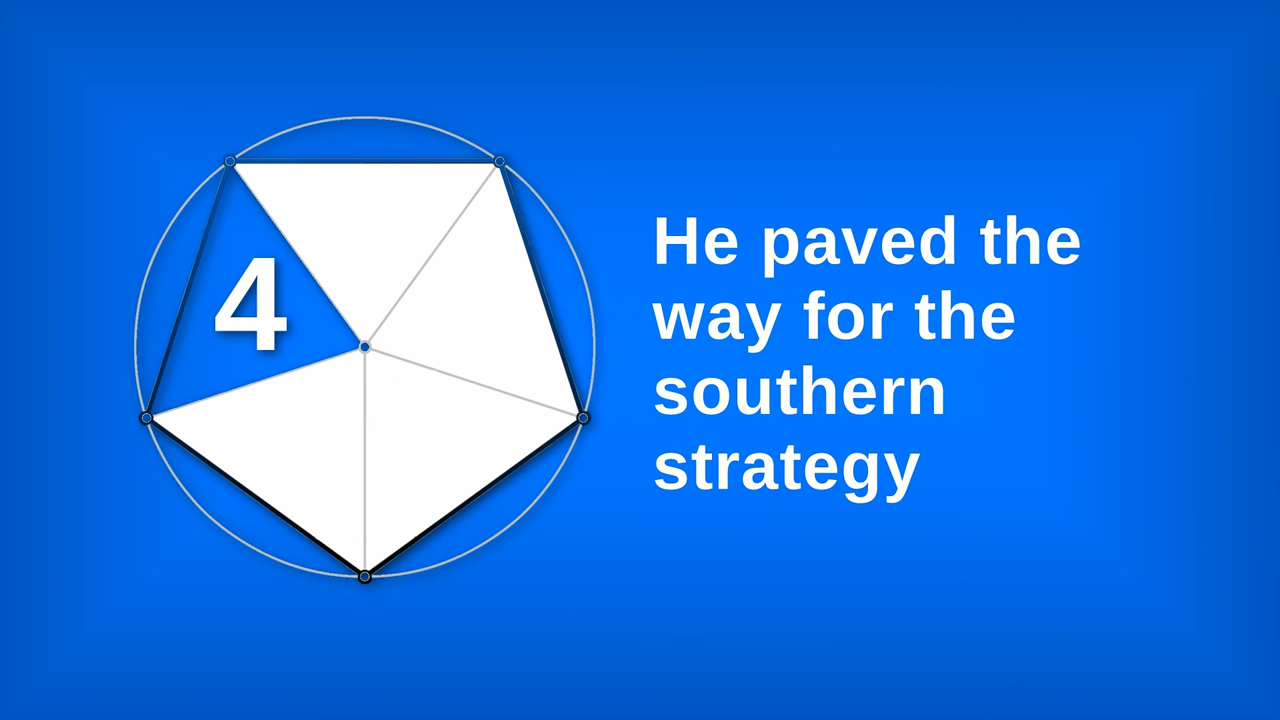 4
He paved the
way for the
southern
strategy